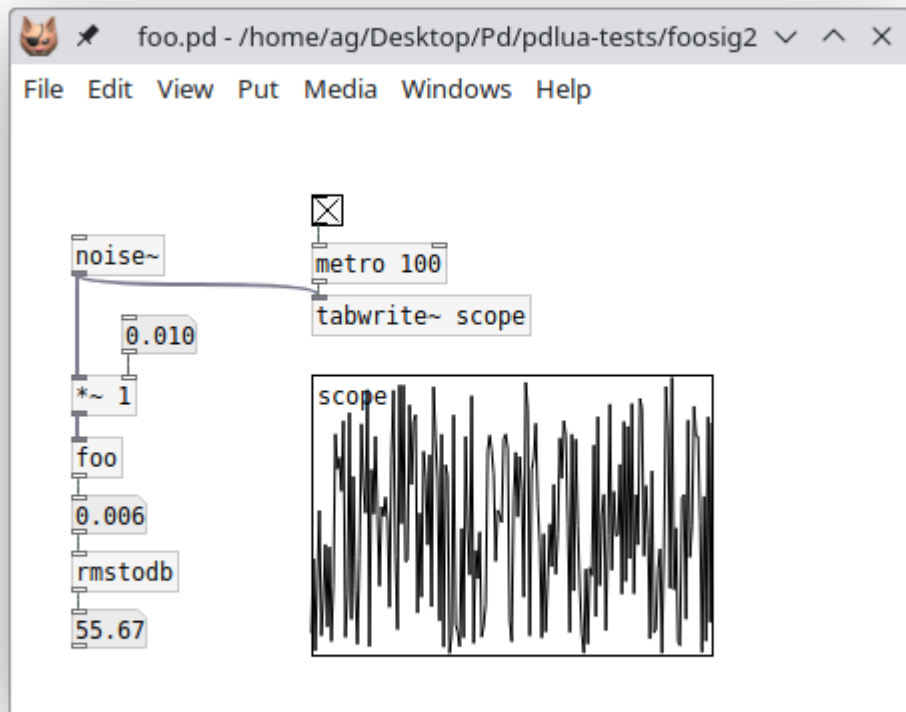 foo.pd - /home/ag/Desktop/Pd/pdlua-tests/foosig2
File Edit View Put Media Windows Help
noise~
metro 100
tabwrite~ scope
0.010
*~ 1
scope
foo
0.006
rmstodb
55.67